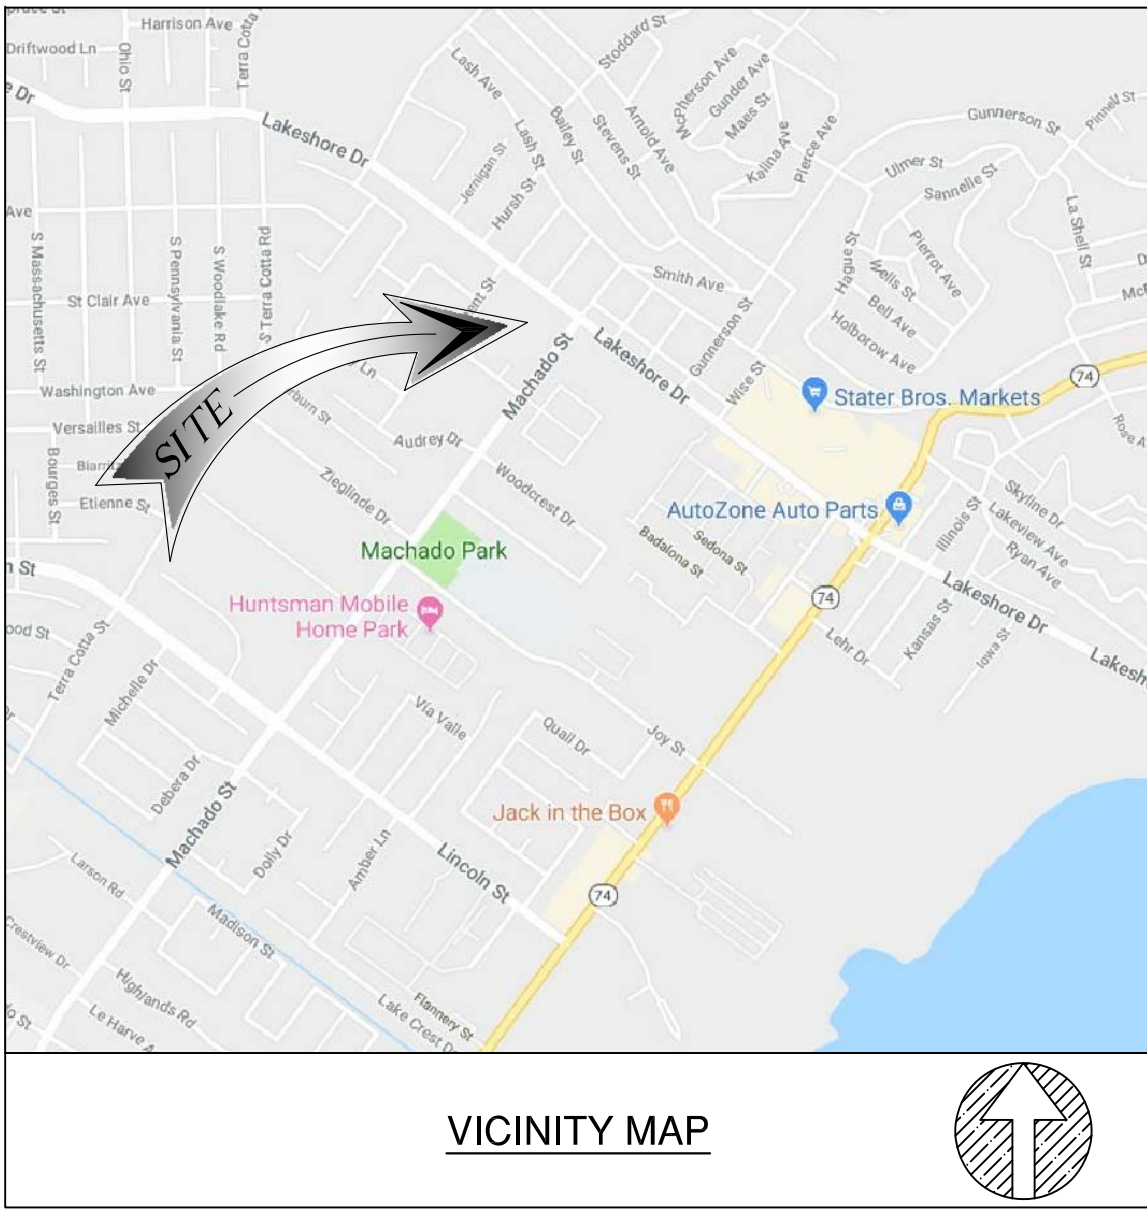 Harrison Ave
Driftwood Ln
Ohio St
Terra Cotta
Stoddard St
Lash Ave
McPherson Ave
Gunder Ave
Maes St
Kalina Ave
Pierce Ave
Arnold Ave
Stevens St
Bailey St
Lash St
Gunnerson St
Pinnell St
e Dr
Lakeshore Dr
Jernigan St
Hursh St
Ulmer St
Sannelle St
La Shell St
Ave
S Massachusetts St
S Pennsylvania St
S Woodlake Rd
S Terra Cotta Rd
St Clair Ave
Smith Ave
Hague St
Wells St
Pierrot Ave
Bell Ave
Holborow Ave
Gunnerson St
Wise St
Machado St
Lakeshore Dr
74
Washington Ave
Ln
Stater Bros. Markets
Versailles St
SITE
Audrey Dr
Bourges St
Etienne St
Zieglinde Dr
Woodcrest Dr
AutoZone Auto Parts
Badalona St
Sedona St
Illinois St
Skyline Dr
Lakeview Ave
Ryan Ave
Machado Park
Huntsman Mobile
Home Park
74
Lakeshore Dr
Lehr Dr
Kansas St
Iowa St
Terra Cotta St
Michelle Dr
Via Valle
Quail Dr
Joy St
Debera Dr
Machado St
Jack in the Box
Dolly Dr
Amber Ln
Lincoln St
74
Larson Rd
Madison St
Crestview Dr
Highlands Rd
Le Harve A
Flannery St
Lake Crest Dr
VICINITY MAP